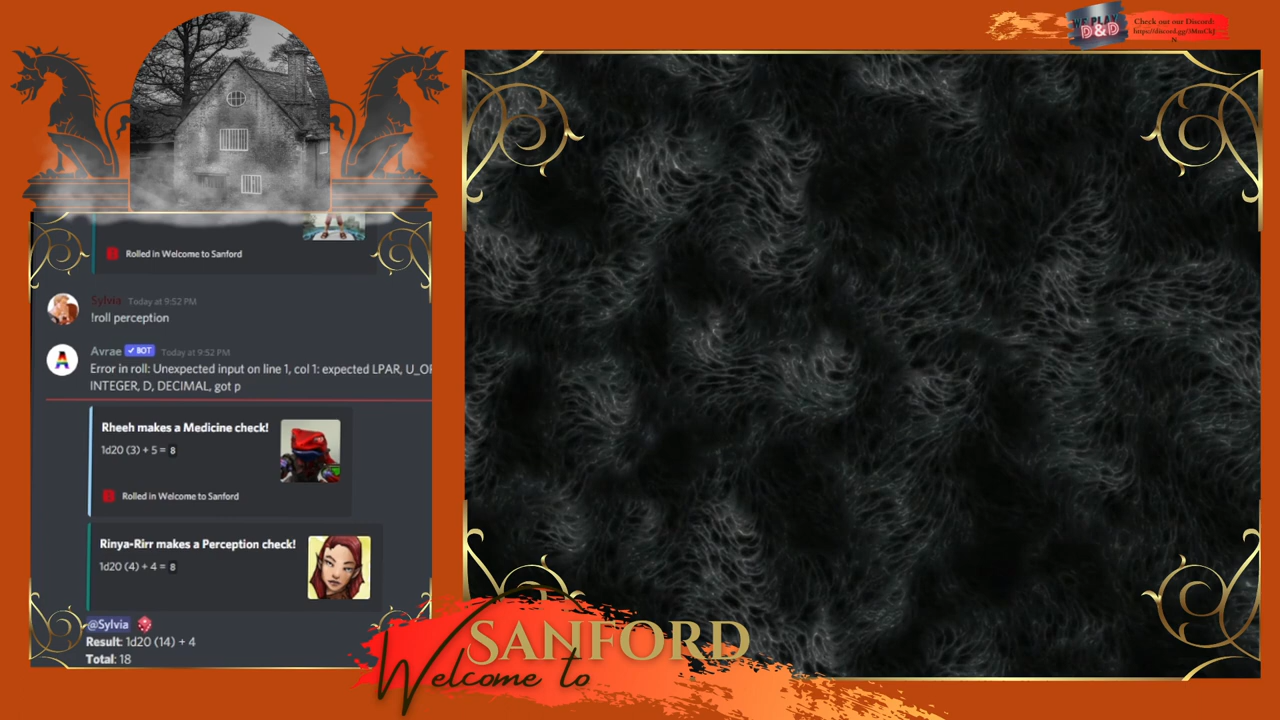 WE PLAY
D&D
Check out our Discord:
Rolled in Welcome to Sanford
Sylvia Today at 9:52 PM
!roll perception
A
Avrae ✓ BOT Today at 9:52 PM
Error in roll: Unexpected input on line 1, col 1: expected LPAR,
INTEGER, D, DECIMAL, got p
Rheeh makes a Medicine check!
1d20 (3) + 5 = 8
Rolled in Welcome to Sanford
Rinya-Rirr makes a Perception check!
1d20 (4) + 4 = 8
@Sylvia
Result: 1d20 (14) + 4
Total: 18
SANFORD
Welcome to